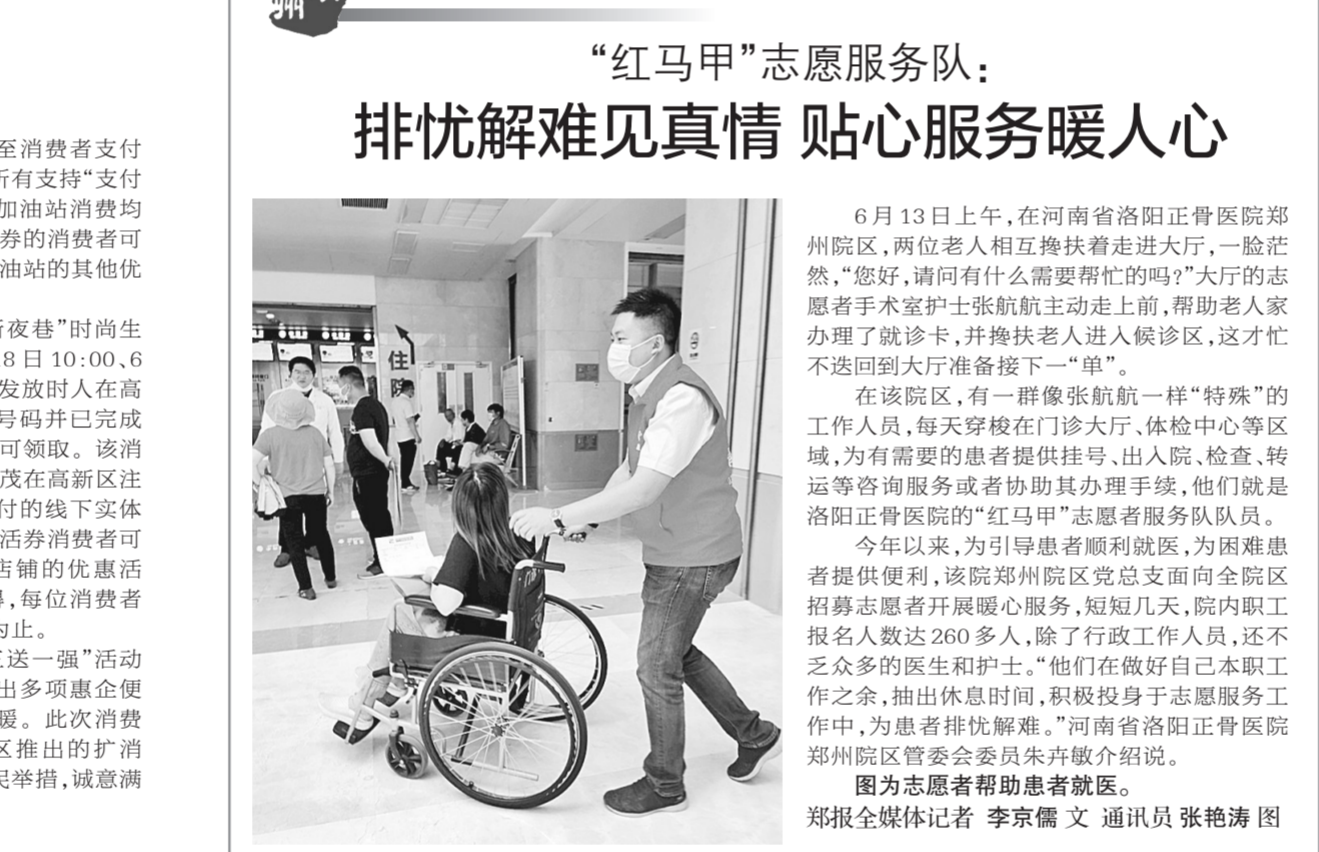 州
至消费者支付
所有支持“支付
加油站消费均
券的消费者可
油站的其他优
夜巷”时尚生
8日10:00、6
发放时人在高
号码并已完成
可领取。该消
茂在高新区注
付的线下实体
活券消费者可
店铺的优惠活
,每位消费者
为止。
送一强”活动
出多项惠企便
暖。此次消费
区推出的扩消
民举措,诚意满
“红马甲”志愿服务队:
排忧解难见真情 贴心服务暖人心
住
院
6月13日上午,在河南省洛阳正骨医院郑
州院区,两位老人相互搀扶着走进大厅,一脸茫
然,“您好,请问有什么需要帮忙的吗?”大厅的志
愿者手术室护士张航航主动走上前,帮助老人家
办理了就诊卡,并搀扶老人进入候诊区,这才忙
不迭回到大厅准备接下一“单”。
在该院区,有一群像张航航一样“特殊”的
工作人员,每天穿梭在门诊大厅、体检中心等区
域,为有需要的患者提供挂号、出入院、检查、转
运等咨询服务或者协助其办理手续,他们就是
洛阳正骨医院的“红马甲”志愿者服务队队员。
今年以来,为引导患者顺利就医,为困难患
者提供便利,该院郑州院区党总支面向全院区
招募志愿者开展暖心服务,短短几天,院内职工
报名人数达260多人,除了行政工作人员,还不
乏众多的医生和护士。“他们在做好自己本职工
作之余,抽出休息时间,积极投身于志愿服务工
作中,为患者排忧解难。”河南省洛阳正骨医院
郑州院区管委会委员朱卉敏介绍说。
图为志愿者帮助患者就医。
郑报全媒体记者 李京儒 文 通讯员 张艳涛 图